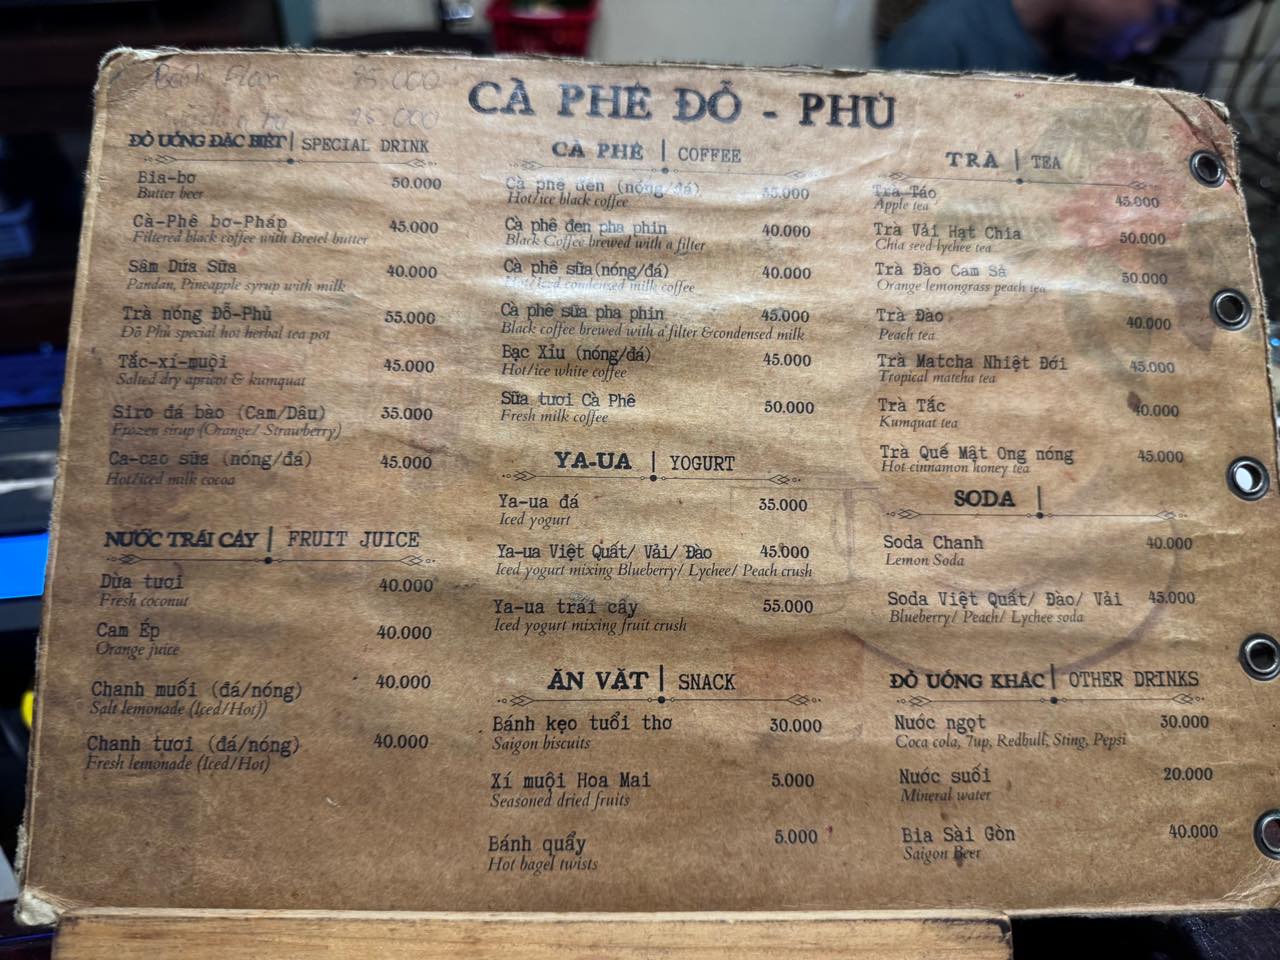 Bánh Flan 35.000
25.000
CÀ PHÊ ĐỖ - PHỦ
ĐỒ UỐNG ĐẶC BIỆT | SPECIAL DRINK
Bia-bơ 50.000
Butter beer
Cà-Phê bơ-Pháp 45.000
Filtered black coffee with Bretel butter
Sâm Dứa Sữa 40.000
Pandan, Pineapple syrup with milk
Trà nóng Đỗ-Phủ 55.000
Đỗ Phủ special hot herbal tea pot
Tắc-xí-muội 45.000
Salted dry apricot & kumquat
Siro đá bào (Cam/Dâu) 35.000
Frozen sirup (Orange/ Strawberry)
Ca-cao sữa (nóng/đá) 45.000
Hot/iced milk cocoa
NƯỚC TRÁI CÂY | FRUIT JUICE
Dừa tươi 40.000
Fresh coconut
Cam Ép 40.000
Orange juice
Chanh muối (đá/nóng) 40.000
Salt lemonade (Iced/Hot))
Chanh tươi (đá/nóng) 40.000
Fresh lemonade (Iced/Hot)
CÀ PHÊ | COFFEE
Cà phê đen (nóng/đá) 35.000
Hot/ice black coffee
Cà phê đen pha phin 40.000
Black Coffee brewed with a filter
Cà phê sữa(nóng/đá) 40.000
Hot/Iced condensed milk coffee
Cà phê sữa pha phin 45.000
Black coffee brewed with a filter &condensed milk
Bạc Xỉu (nóng/đá) 45.000
Hot/ice white coffee
Sữa tươi Cà Phê 50.000
Fresh milk coffee
YA-UA | YOGURT
Ya-ua đá 35.000
Iced yogurt
Ya-ua Việt Quất/ Vải/ Đào 45.000
Iced yogurt mixing Blueberry/ Lychee/ Peach crush
Ya-ua trái cây 55.000
Iced yogurt mixing fruit crush
ĂN VẶT | SNACK
Bánh kẹo tuổi thơ 30.000
Saigon biscuits
Xí muội Hoa Mai 5.000
Seasoned dried fruits
Bánh quẩy 5.000
Hot bagel twists
TRÀ | TEA
Trà Táo 45.000
Apple tea
Trà Vải Hạt Chia 50.000
Chia seed lychee tea
Trà Đào Cam Sả 50.000
Orange lemongrass peach tea
Trà Đào 40.000
Peach tea
Trà Matcha Nhiệt Đới 45.000
Tropical matcha tea
Trà Tắc 40.000
Kumquat tea
Trà Quế Mật Ong nóng 45.000
Hot cinnamon honey tea
SODA |
Soda Chanh 40.000
Lemon Soda
Soda Việt Quất/ Đào/ Vải 45.000
Blueberry/ Peach/ Lychee soda
ĐỒ UỐNG KHÁC | OTHER DRINKS
Nước ngọt 30.000
Coca cola, 7up, Redbull, Sting, Pepsi
Nước suối 20.000
Mineral water
Bia Sài Gòn 40.000
Saigon Beer